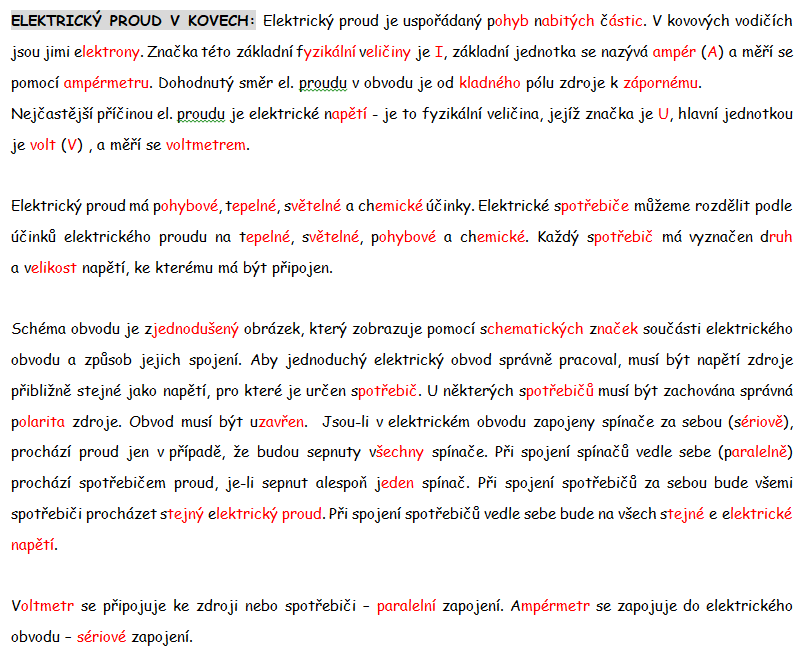 ELEKTRICKÝ PROUD V KOVECH: Elektrický proud je uspořádaný pohyb nabitých částic. V kovových vodičích
jsou jimi elektrony. Značka této základní fyzikální veličiny je I, základní jednotka se nazývá ampér (A) a měří se
pomocí ampérmetru. Dohodnutý směr el. proudu v obvodu je od kladného pólu zdroje k zápornému.
Nejčastější příčinou el. proudu je elektrické napětí - je to fyzikální veličina, jejíž značka je U, hlavní jednotkou
je volt (V) , a měří se voltmetrem.
Elektrický proud má pohybové, tepelné, světelné a chemické účinky. Elektrické spotřebiče můžeme rozdělit podle
účinků elektrického proudu na tepelné, světelné, pohybové a chemické. Každý spotřebič má vyznačen druh
a velikost napětí, ke kterému má být připojen.
Schéma obvodu je zjednodušený obrázek, který zobrazuje pomocí schematických značek součásti elektrického
obvodu a způsob jejich spojení. Aby jednoduchý elektrický obvod správně pracoval, musí být napětí zdroje
přibližně stejné jako napětí, pro které je určen spotřebič. U některých spotřebičů musí být zachována správná
polarita zdroje. Obvod musí být uzavřen. Jsou-li v elektrickém obvodu zapojeny spínače za sebou (sériově),
prochází proud jen v případě, že budou sepnuty všechny spínače. Při spojení spínačů vedle sebe (paralelně)
prochází spotřebičem proud, je-li sepnut alespoň jeden spínač. Při spojení spotřebičů za sebou bude všemi
spotřebiči procházet stejný elektrický proud. Při spojení spotřebičů vedle sebe bude na všech stejné e elektrické
napětí.
Voltmetr se připojuje ke zdroji nebo spotřebiči – paralelní zapojení. Ampérmetr se zapojuje do elektrického
obvodu – sériové zapojení.